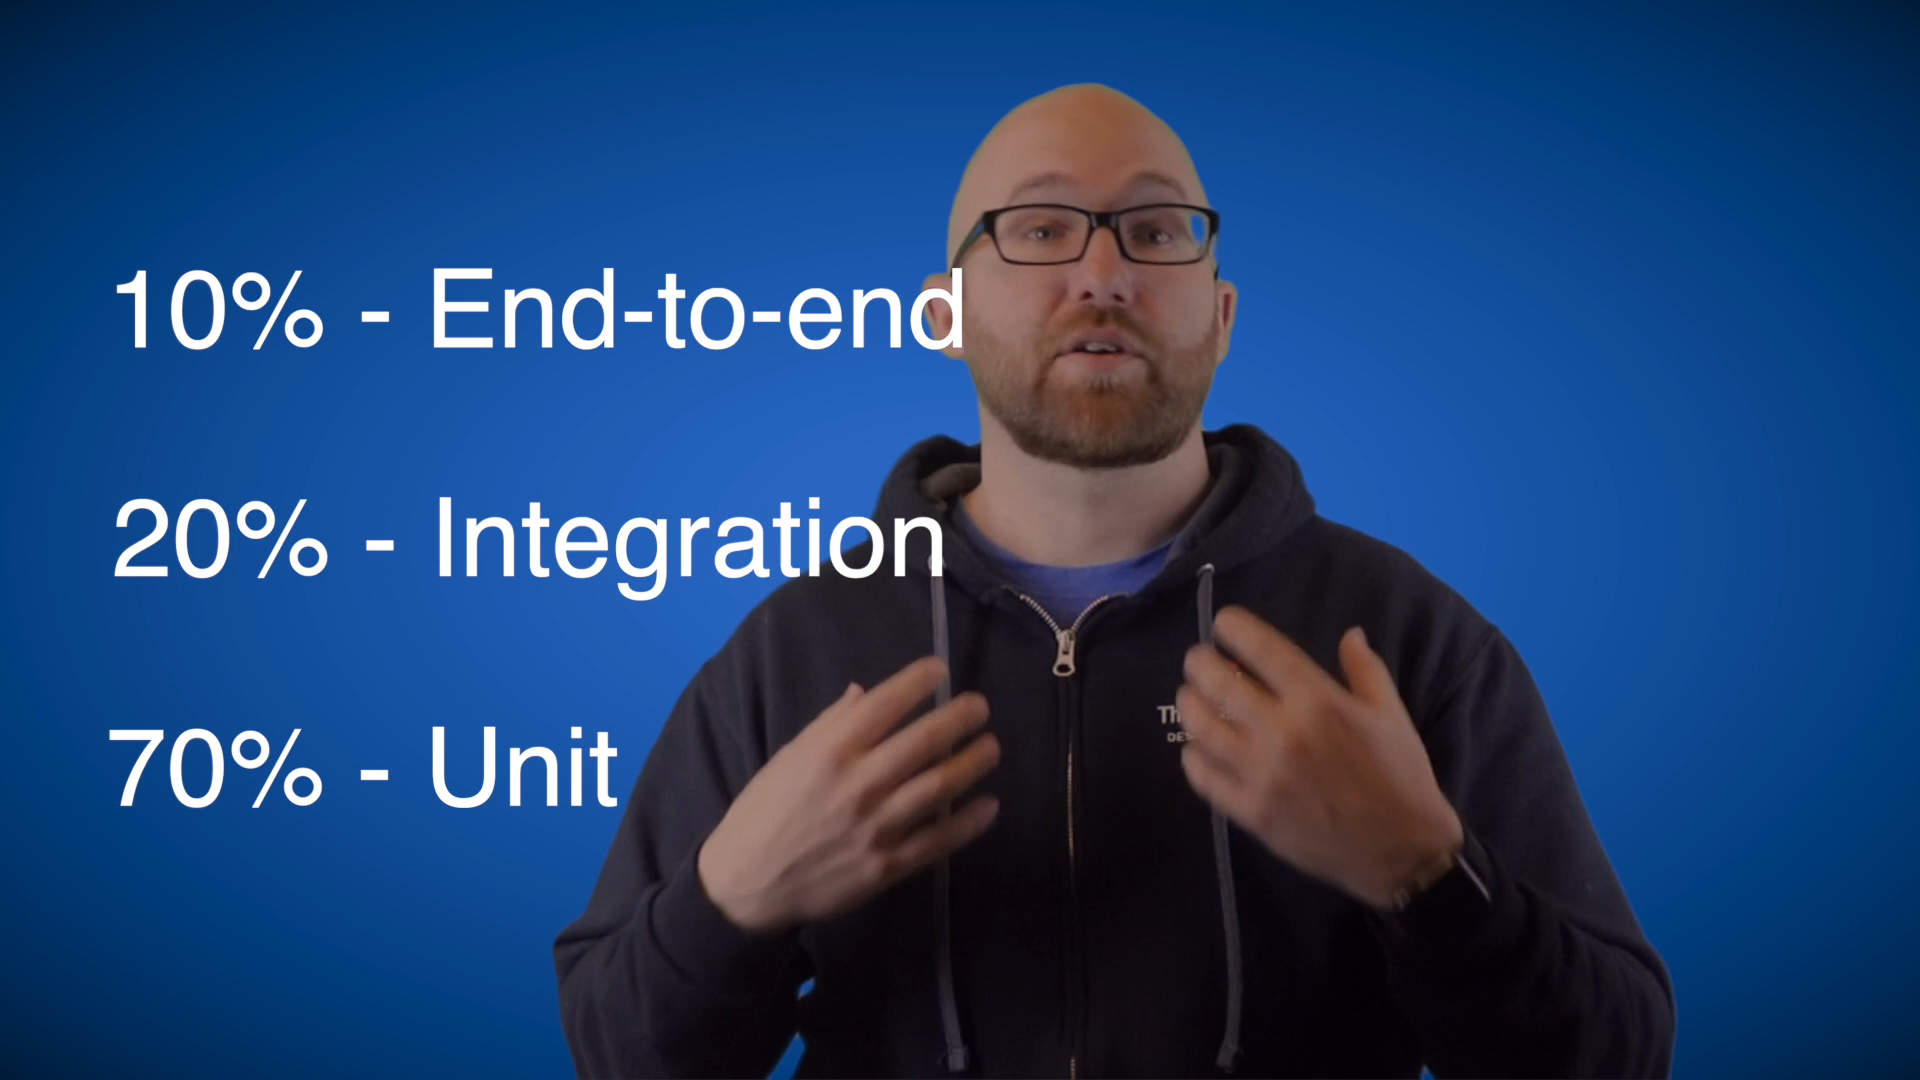 10% - End-to-end
20% - Integration
70% - Unit